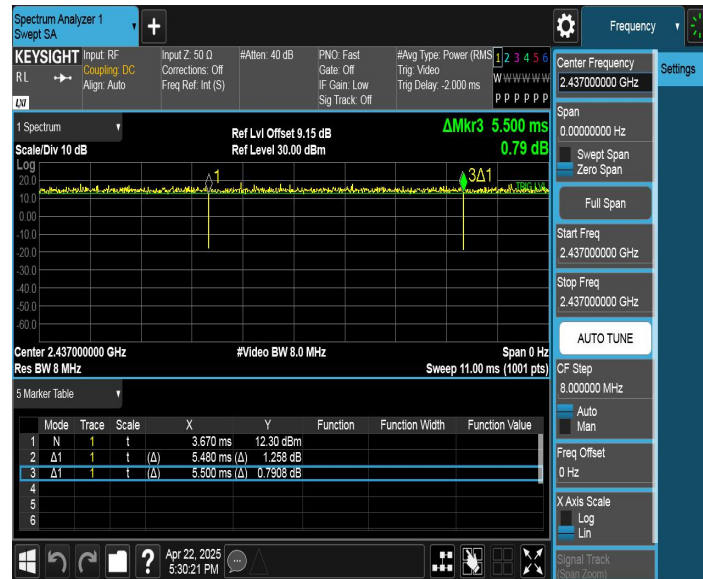 Spectrum Analyzer 1
Swept SA
Frequency
KEYSIGHT Input: RF Input Z: 50 Ω #Atten: 40 dB PNO: Fast #Avg Type: Power (RMS 1 2 3 4 5 6
RL Coupling: DC Corrections: Off Gate: Off Trig: Video W W W W W W
Align: Auto Freq Ref: Int (S) IF Gain: Low Trig Delay: -2.000 ms
LXI Sig Track: Off P P P P P P
1 Spectrum
Ref Lvl Offset 9.15 dB ΔMkr3 5.500 ms
Scale/Div 10 dB Ref Level 30.00 dBm 0.79 dB
Log
1 3Δ1
20.0
TRIG LVL
10.0
0.00
-10.0
-20.0
-30.0
-40.0
-50.0
-60.0
Center 2.437000000 GHz #Video BW 8.0 MHz Span 0 Hz
Res BW 8 MHz Sweep 11.00 ms (1001 pts)
5 Marker Table
Mode Trace Scale X Y Function Function Width Function Value
1 N 1 t 3.670 ms 12.30 dBm
2 Δ1 1 t (Δ) 5.480 ms (Δ) 1.258 dB
3 Δ1 1 t (Δ) 5.500 ms (Δ) 0.7908 dB
4
5
6
Apr 22, 2025
5:30:21 PM
Center Frequency
2.437000000 GHz
Settings
Span
0.00000000 Hz
Swept Span
Zero Span
Full Span
Start Freq
2.437000000 GHz
Stop Freq
2.437000000 GHz
AUTO TUNE
CF Step
8.000000 MHz
Auto
Man
Freq Offset
0 Hz
X Axis Scale
Log
Lin
Signal Track
(Span Zoom)